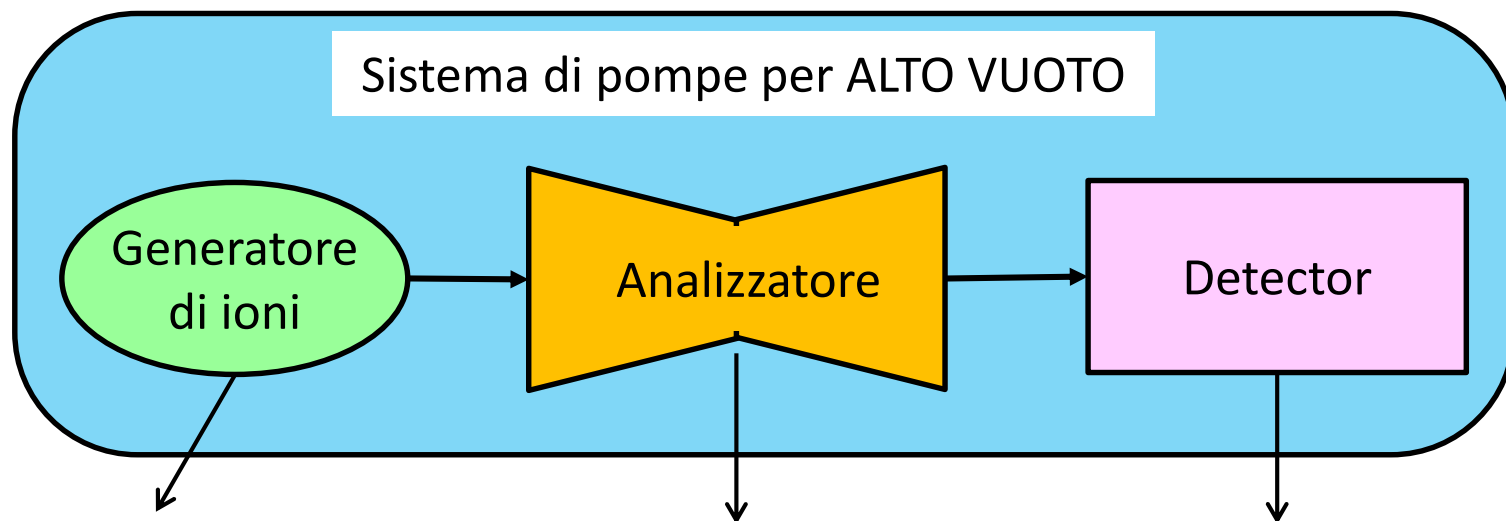 Sistema di pompe per ALTO VUOTO
Generatore
di ioni
Analizzatore
Detector